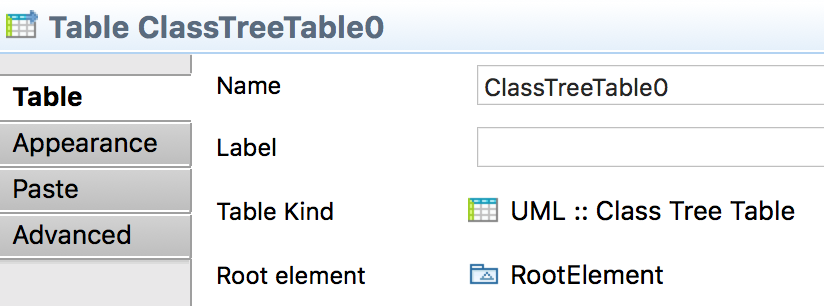 Table ClassTreeTable0
Table
Appearance
Paste
Advanced
Name
ClassTreeTable0
Label
Table Kind
UML :: Class Tree Table
Root element
RootElement